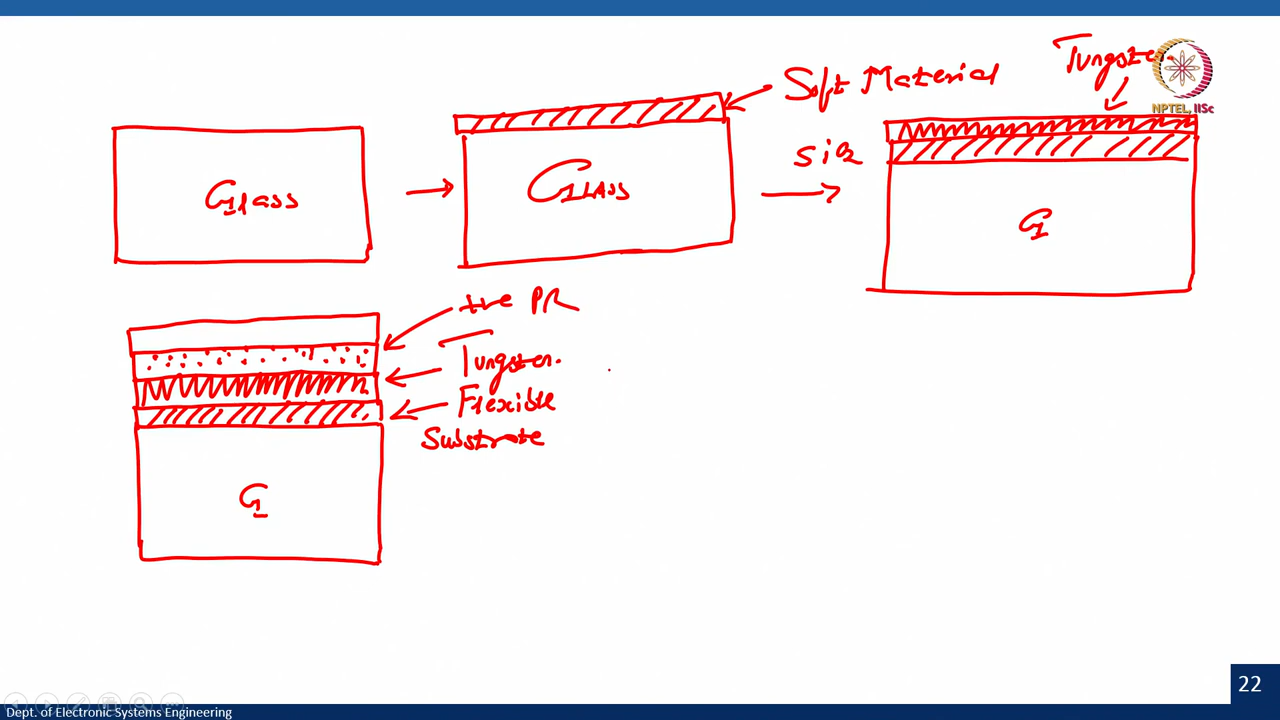 Tungsten
NPTEL, IISc
Soft Material
Glass
GLASS
SiO2
G
+ve PR
Tungsten.
Flexible
Substrate
G
22
Dept. of Electronic Systems Engineering